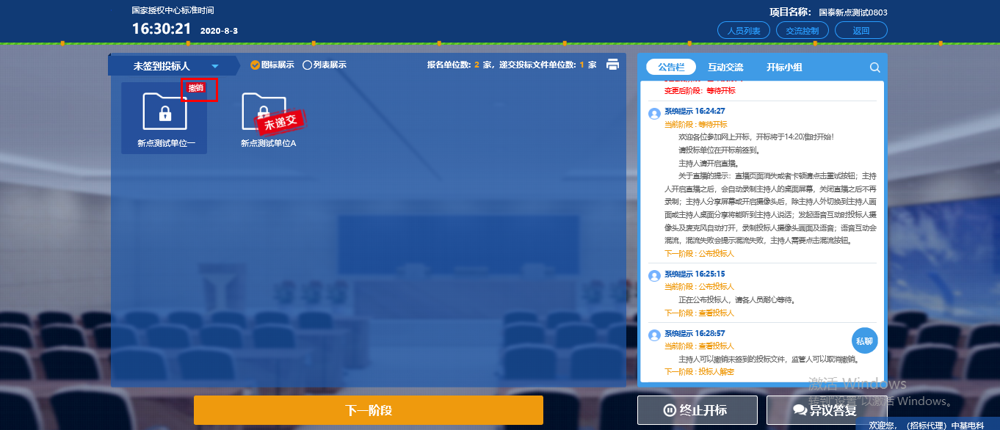 国家授权中心标准时间
16:30:21 2020-8-3
项目名称: 国泰新点测试0803
人员列表 交流控制 返回
未签到投标人
图标展示 列表展示
报名单位数: 2 家，递交投标文件单位数: 1 家
撤销
新点测试单位一
未递交
新点测试单位A
公告栏 互动交流 开标小组
变更后阶段: 等待开标
系统提示 16:24:27
当前阶段 : 等待开标
欢迎各位参加网上开标，开标将于14:20准时开始!
请投标单位在开标前签到。
主持人请开启直播。
关于直播的提示: 直播页面消失或者卡顿请点击重试按钮；主持
人开启直播之后，会自动录制主持人的桌面屏幕，关闭直播之后不再
录制；主持人分享屏幕或开启摄像头后，除主持人外切换到主持人画
面或主持人桌面分享将能听到主持人说话；发起语音互动时投标人摄
像头及麦克风自动打开，录制投标人摄像头画面及语音；语音互动会
混流，混流失败会提示混流失败，主持人需要点击混流按钮。
下一阶段 : 公布投标人
系统提示 16:25:15
当前阶段 : 公布投标人
正在公布投标人，请各人员耐心等待。
下一阶段 : 查看投标人
系统提示 16:28:57
当前阶段 : 查看投标人
主持人可以撤销未签到的投标文件，监管人可以取消撤销。
下一阶段 : 投标人解密
私聊
激活 Windows
转到"设置"以激活 Windows。
下一阶段
终止开标
异议答复
欢迎您，（招标代理）中基电科